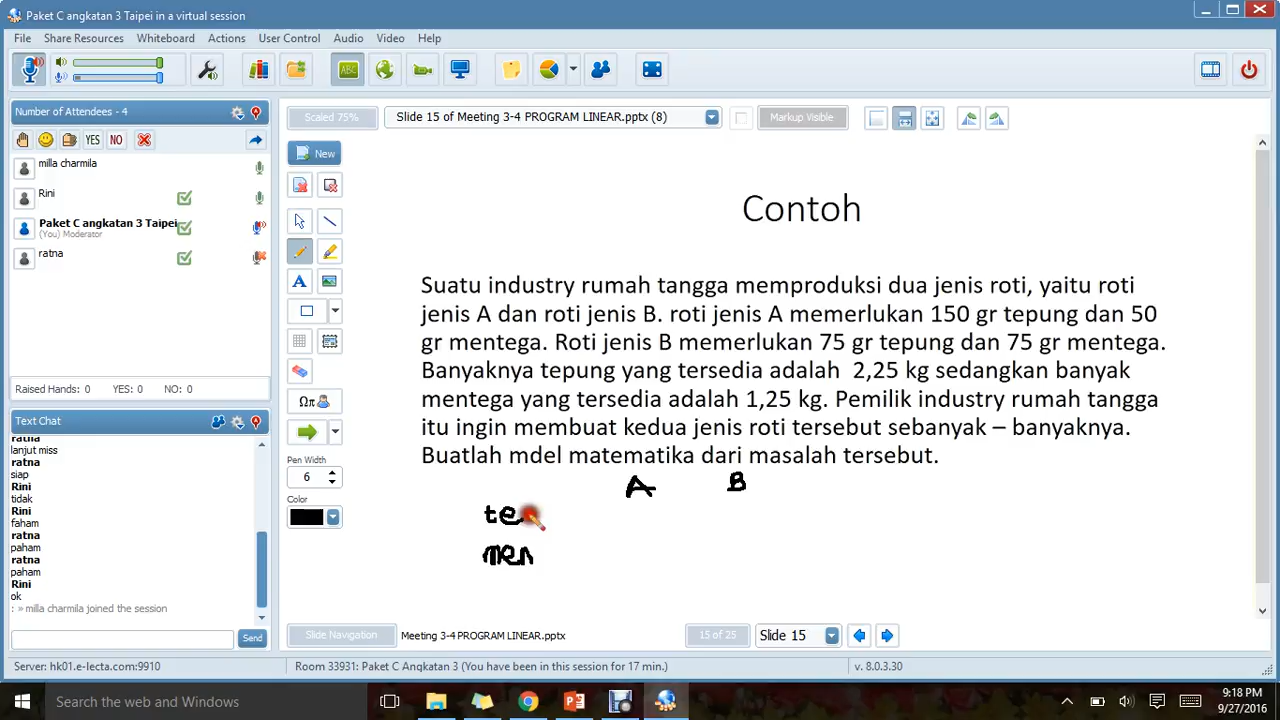 Paket C angkatan 3 Taipei in a virtual session
File Share Resources Whiteboard Actions User Control Audio Video Help
ABC
Number of Attendees - 4
YES NO
milla charmila
Rini
Paket C angkatan 3 Taipei
(You) Moderator
ratna
Raised Hands: 0 YES: 0 NO: 0
Text Chat
ratna
lanjut miss
ratna
siap
Rini
tidak
Rini
faham
ratna
paham
ratna
paham
Rini
ok
: » milla charmila joined the session
Send
Scaled 75% Slide 15 of Meeting 3-4 PROGRAM LINEAR.pptx (8) Markup Visible
New
A
Ωπ
Pen Width
6
Color
Contoh
Suatu industry rumah tangga memproduksi dua jenis roti, yaitu roti
jenis A dan roti jenis B. roti jenis A memerlukan 150 gr tepung dan 50
gr mentega. Roti jenis B memerlukan 75 gr tepung dan 75 gr mentega.
Banyaknya tepung yang tersedia adalah 2,25 kg sedangkan banyak
mentega yang tersedia adalah 1,25 kg. Pemilik industry rumah tangga
itu ingin membuat kedua jenis roti tersebut sebanyak – banyaknya.
Buatlah mdel matematika dari masalah tersebut.
A B
te
men
Slide Navigation Meeting 3-4 PROGRAM LINEAR.pptx 15 of 25 Slide 15
Server: hk01.e-lecta.com:9910 Room 33931: Paket C Angkatan 3 (You have been in this session for 17 min.) v. 8.0.3.30
Search the web and Windows
9:18 PM
9/27/2016